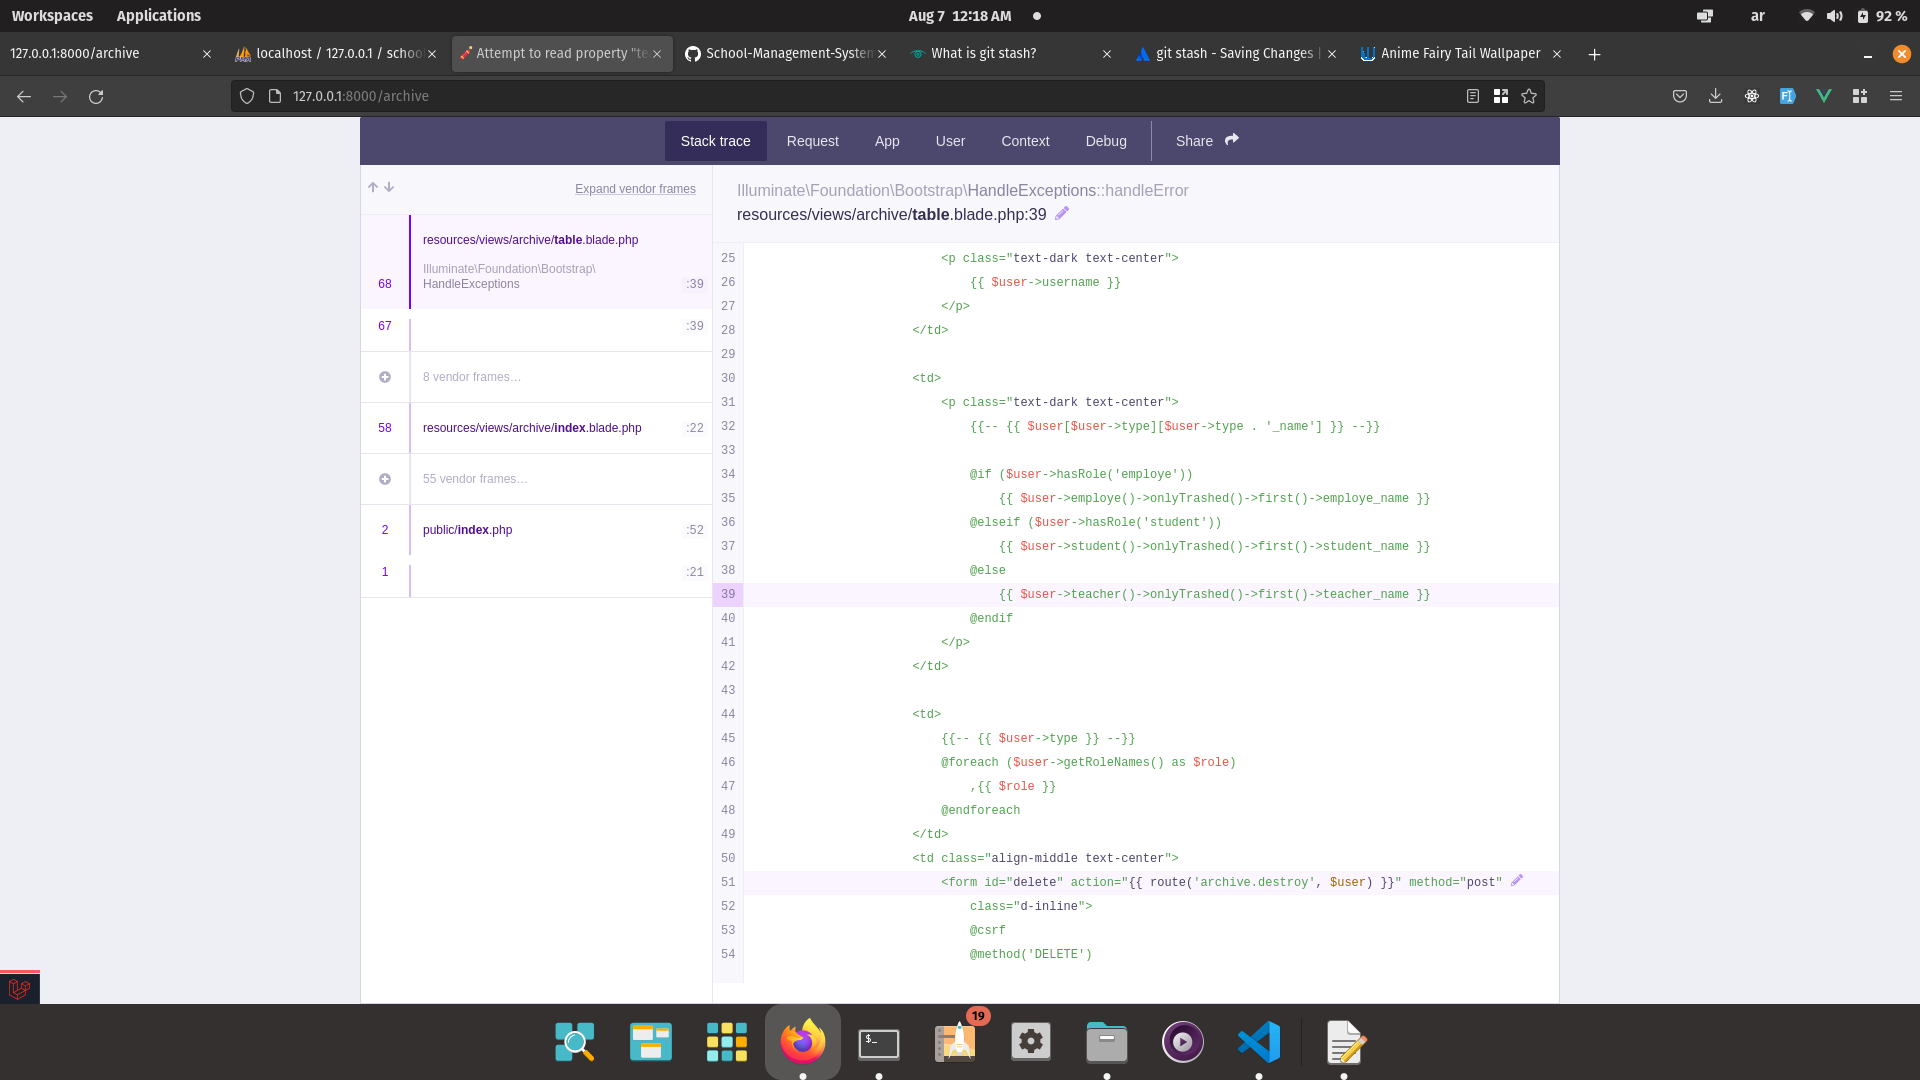 Workspaces Applications Aug 7 12:18 AM ar 92 %
127.0.0.1:8000/archive localhost / 127.0.0.1 / schoo Attempt to read property "te School-Management-System What is git stash? git stash - Saving Changes | Anime Fairy Tail Wallpaper
127.0.0.1:8000/archive
Stack trace Request App User Context Debug Share
Expand vendor frames
resources/views/archive/table.blade.php
Illuminate\Foundation\Bootstrap\
68 HandleExceptions :39
67 :39
8 vendor frames…
58 resources/views/archive/index.blade.php :22
55 vendor frames…
2 public/index.php :52
1 :21
Illuminate\Foundation\Bootstrap\HandleExceptions::handleError
resources/views/archive/table.blade.php:39
25 <p class="text-dark text-center">
26 {{ $user->username }}
27 </p>
28 </td>
29
30 <td>
31 <p class="text-dark text-center">
32 {{-- {{ $user[$user->type][$user->type . '_name'] }} --}}
33
34 @if ($user->hasRole('employe'))
35 {{ $user->employe()->onlyTrashed()->first()->employe_name }}
36 @elseif ($user->hasRole('student'))
37 {{ $user->student()->onlyTrashed()->first()->student_name }}
38 @else
39 {{ $user->teacher()->onlyTrashed()->first()->teacher_name }}
40 @endif
41 </p>
42 </td>
43
44 <td>
45 {{-- {{ $user->type }} --}}
46 @foreach ($user->getRoleNames() as $role)
47 ,{{ $role }}
48 @endforeach
49 </td>
50 <td class="align-middle text-center">
51 <form id="delete" action="{{ route('archive.destroy', $user) }}" method="post"
52 class="d-inline">
53 @csrf
54 @method('DELETE')
19
$_